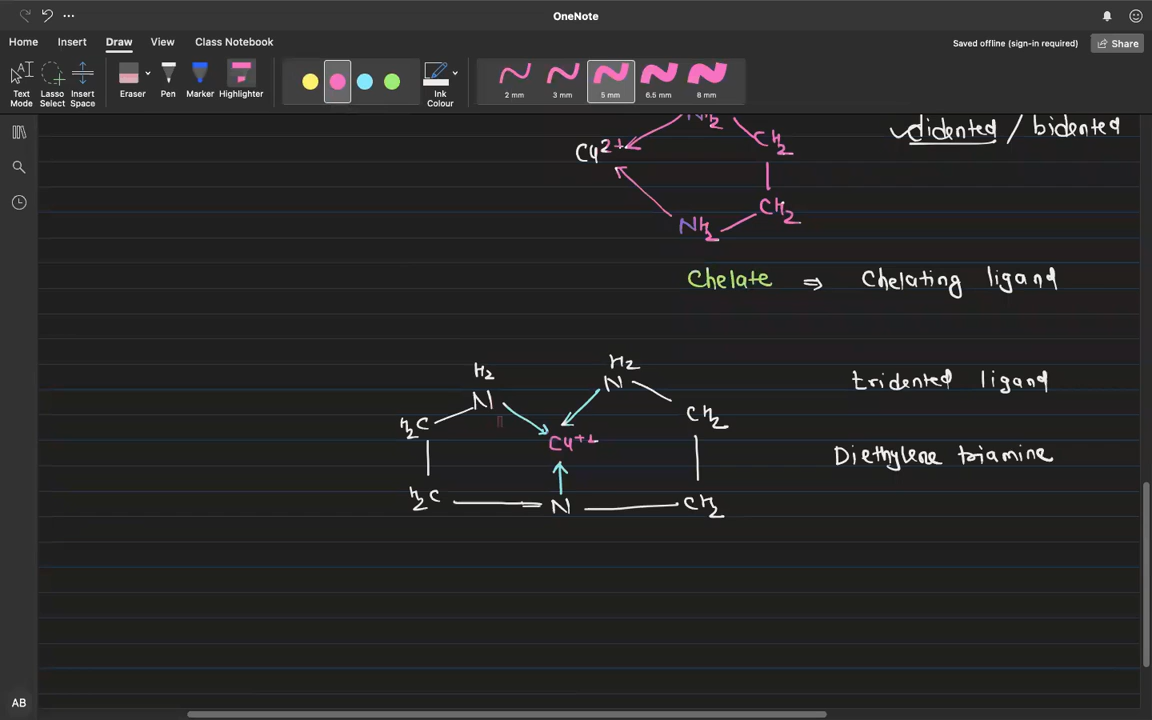 OneNote
Home Insert Draw View Class Notebook
Saved offline (sign-in required) Share
Text Mode Lasso Select Insert Space Eraser Pen Marker Highlighter Ink Colour 2 mm 3 mm 5 mm 6.5 mm 8 mm
NH2
didented / bidented
Cu2+
CH2
CH2
NH2
Chelate ⇒ Chelating ligand
H2 H2
N N
tridented ligand
H2C CH2
Cu++
Diethylene triamine
H2C N CH2
AB